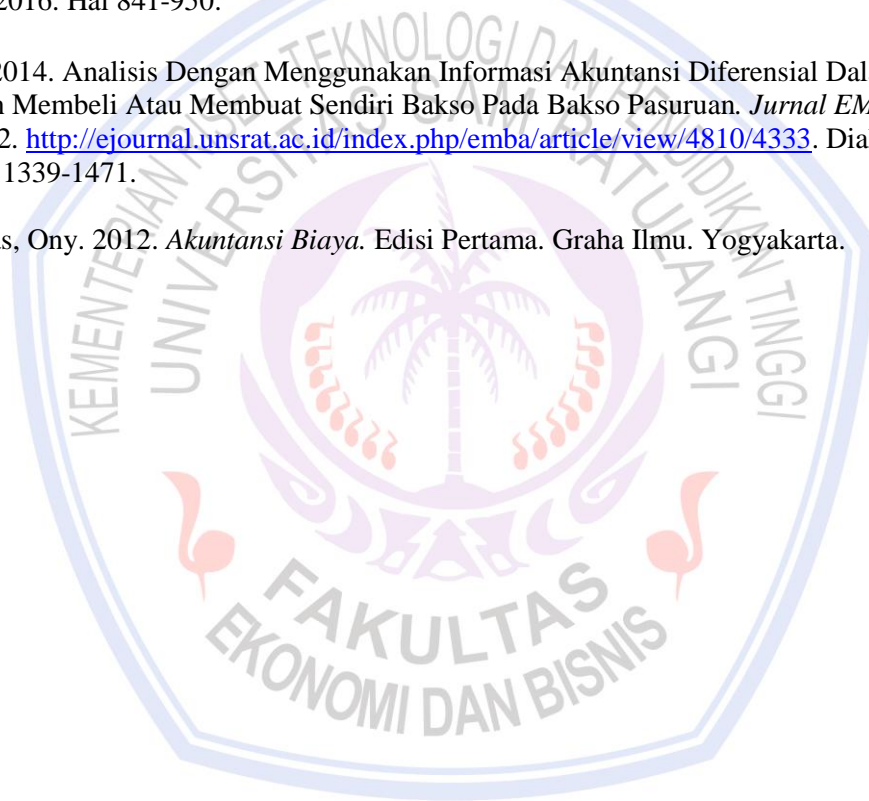 2016. Hal 841-950.
2014. Analisis Dengan Menggunakan Informasi Akuntansi Diferensial Dal
n Membeli Atau Membuat Sendiri Bakso Pada Bakso Pasuruan. Jurnal EM
2. http://ejournal.unsrat.ac.id/index.php/emba/article/view/4810/4333. Dia
1339-1471.
as, Ony. 2012. Akuntansi Biaya. Edisi Pertama. Graha Ilmu. Yogyakarta.
KEMENTERIAN RISET TEKNOLOGI DAN PENDIDIKAN TINGGI
UNIVERSITAS SAM RATULANGI
FAKULTAS
EKONOMI DAN BISNIS